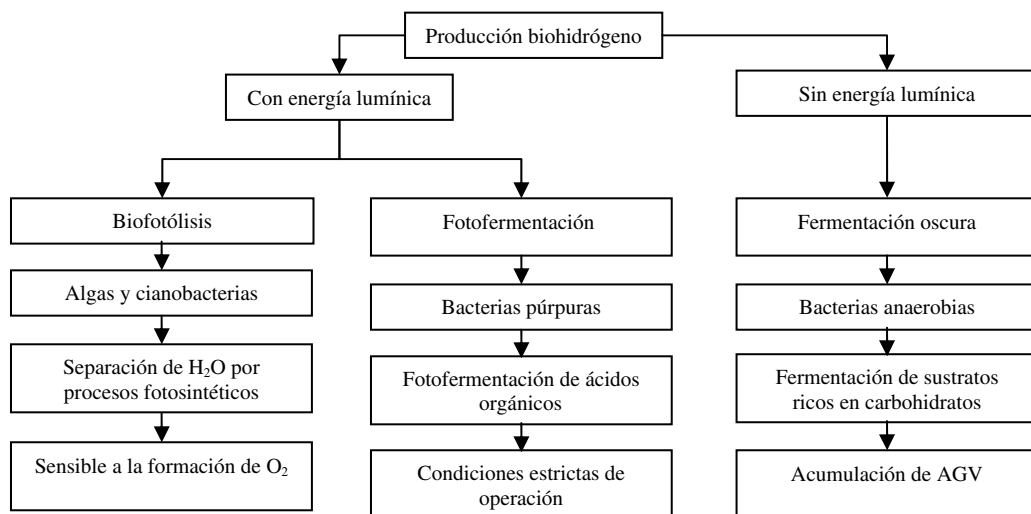 Producción biohidrógeno
Con energía lumínica
Sin energía lumínica
Biofotólisis
Fotofermentación
Fermentación oscura
Algas y cianobacterias
Bacterias púrpuras
Bacterias anaerobias
Separación de H₂O por
procesos fotosintéticos
Fotofermentación de ácidos
orgánicos
Fermentación de sustratos
ricos en carbohidratos
Sensible a la formación de O₂
Condiciones estrictas de
operación
Acumulación de AGV